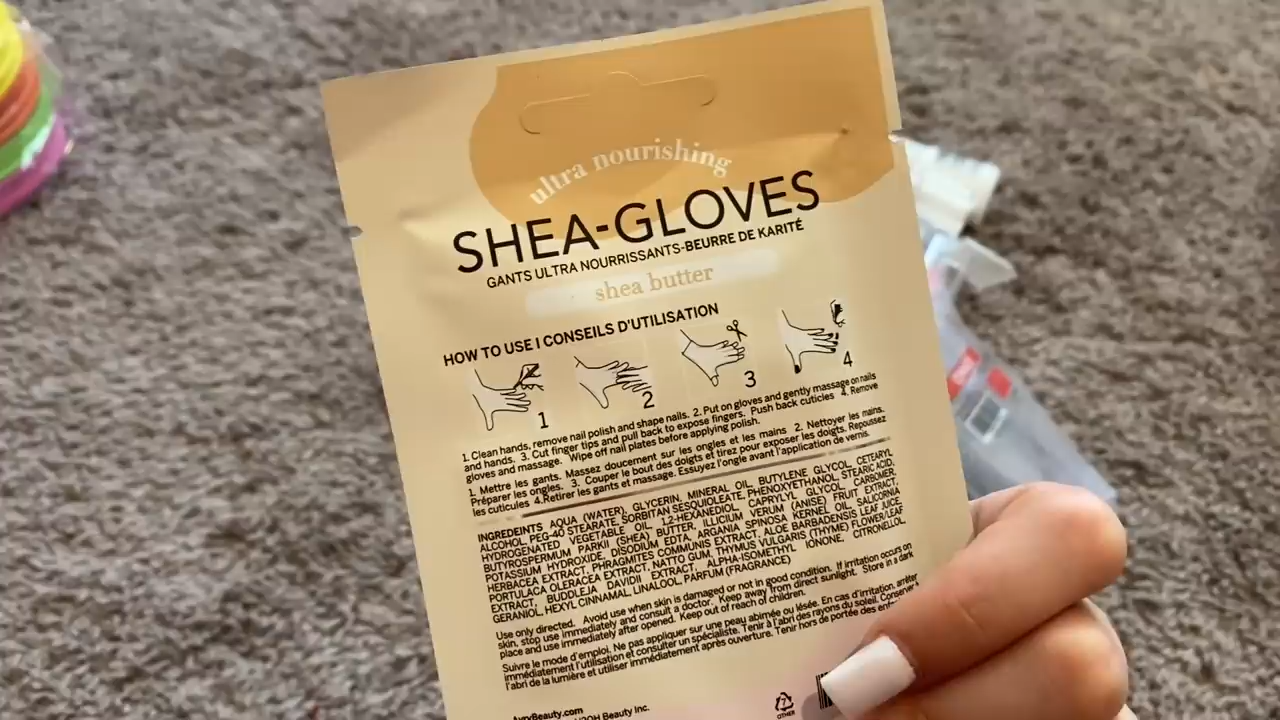 ultra nourishing
SHEA-GLOVES
GANTS ULTRA NOURRISSANTS-BEURRE DE KARITÉ
shea butter
HOW TO USE I CONSEILS D'UTILISATION
1 2 3 4
1. Clean hands, remove nail polish and shape nails. 2. Put on gloves and gently massage on nails
and hands. 3. Cut finger tips and pull back to expose fingers. Push back cuticles 4. Remove
gloves and massage. Wipe off nail plates before applying polish.
1. Mettre les gants. Massez doucement sur les ongles et les mains 2. Nettoyer les mains.
Préparer les ongles. 3. Couper le bout des doigts et tirez pour exposer les doigts. Repoussez
les cuticules 4.Retirer les gants et massage. Essuyez l'ongle avant l'application de vernis.
INGREDEINTS AQUA (WATER), GLYCERIN, MINERAL OIL, BUTYLENE GLYCOL, CETEARYL
ALCOHOL, PEG-40 STEARATE, SORBITAN SESQUIOLEATE, PHENOXYETHANOL, STEARIC ACID,
HYDROGENATED VEGETABLE OIL, 1,2-HEXANEDIOL, CAPRYLYL GLYCOL, CARBOMER,
BUTYROSPERMUM PARKII (SHEA) BUTTER, ILLICIUM VERUM (ANISE) FRUIT EXTRACT,
POTASSIUM HYDROXIDE, DISODIUM EDTA, ARGANIA SPINOSA KERNEL OIL, SALICORNIA
HERBACEA EXTRACT, PHRAGMITES COMMUNIS EXTRACT, ALOE BARBADENSIS LEAF JUICE,
PORTULACA OLERACEA EXTRACT, NATTO GUM, THYMUS VULGARIS (THYME) FLOWER/LEAF
EXTRACT, BUDDLEJA DAVIDII EXTRACT, ALPHA-ISOMETHYL IONONE, CITRONELLOL,
GERANIOL, HEXYL CINNAMAL, LINALOOL, PARFUM (FRAGRANCE)
Use only directed. Avoid use when skin is damaged or not in good condition. If irritation occurs on
skin, stop use immediately and consult a doctor. Keep away from direct sunlight. Store in a dark
place and use immediately after opened. Keep out of reach of children.
Suivre le mode d'emploi. Ne pas appliquer sur une peau abimée ou lésée. En cas d'irritation, arrêter
immédiatement l'utilisation et consulter un spécialiste. Tenir à l'abri des rayons du soleil. Conserver à
l'abri de la lumière et utiliser immédiatement après ouverture. Tenir hors de portée des
AvryBeauty.com
Beauty Inc.
OTHER